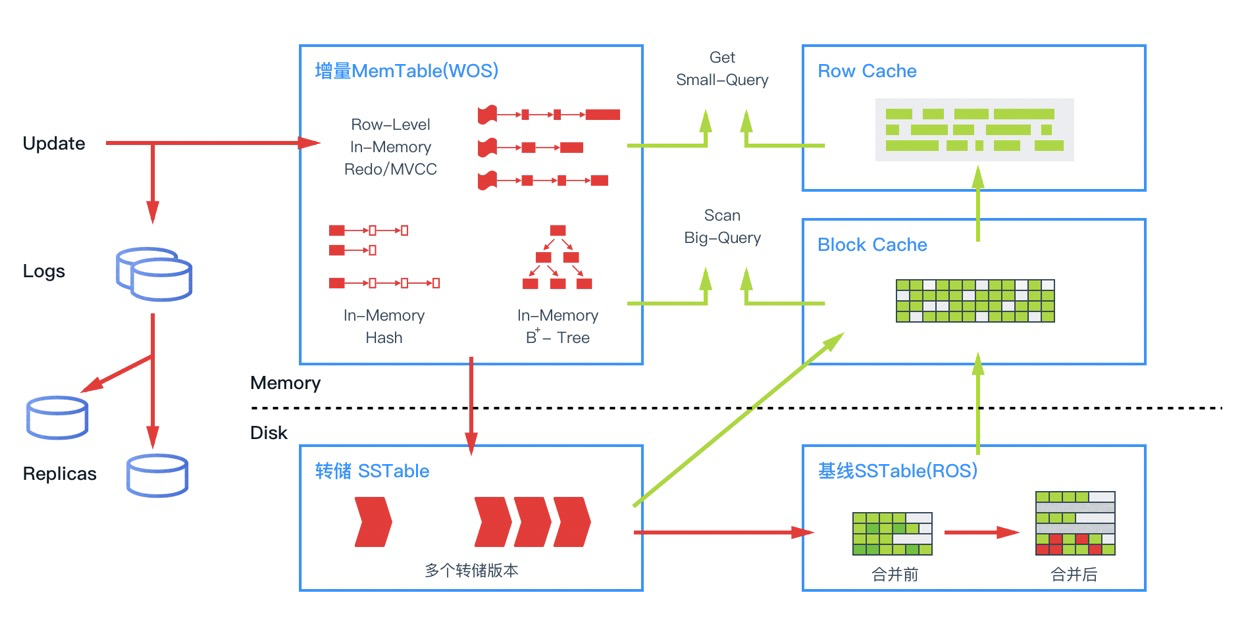 增量MemTable(WOS)
Row-Level
In-Memory
Redo/MVCC
In-Memory
Hash
In-Memory
B+- Tree
Get
Small-Query
Scan
Big-Query
Row Cache
Block Cache
Update
Logs
Replicas
Memory
Disk
转储 SSTable
多个转储版本
基线SSTable(ROS)
合并前
合并后